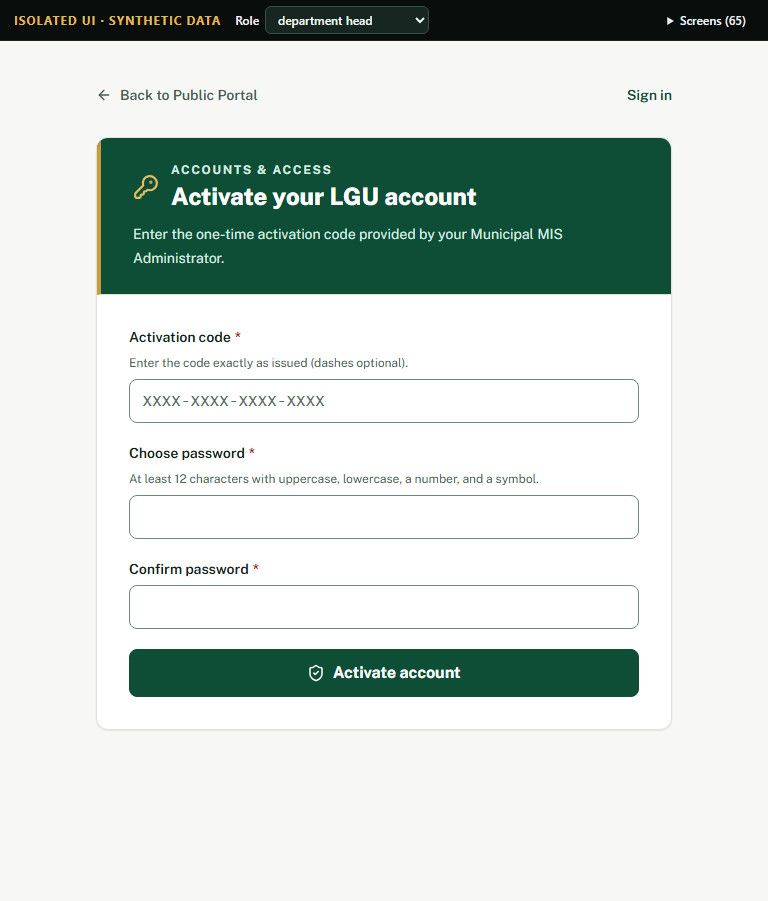 ISOLATED UI · SYNTHETIC DATA Role department head Screens (65)
Back to Public Portal Sign in
ACCOUNTS & ACCESS
Activate your LGU account
Enter the one-time activation code provided by your Municipal MIS
Administrator.
Activation code *
Enter the code exactly as issued (dashes optional).
XXXX-XXXX-XXXX-XXXX
Choose password *
At least 12 characters with uppercase, lowercase, a number, and a symbol.
Confirm password *
Activate account